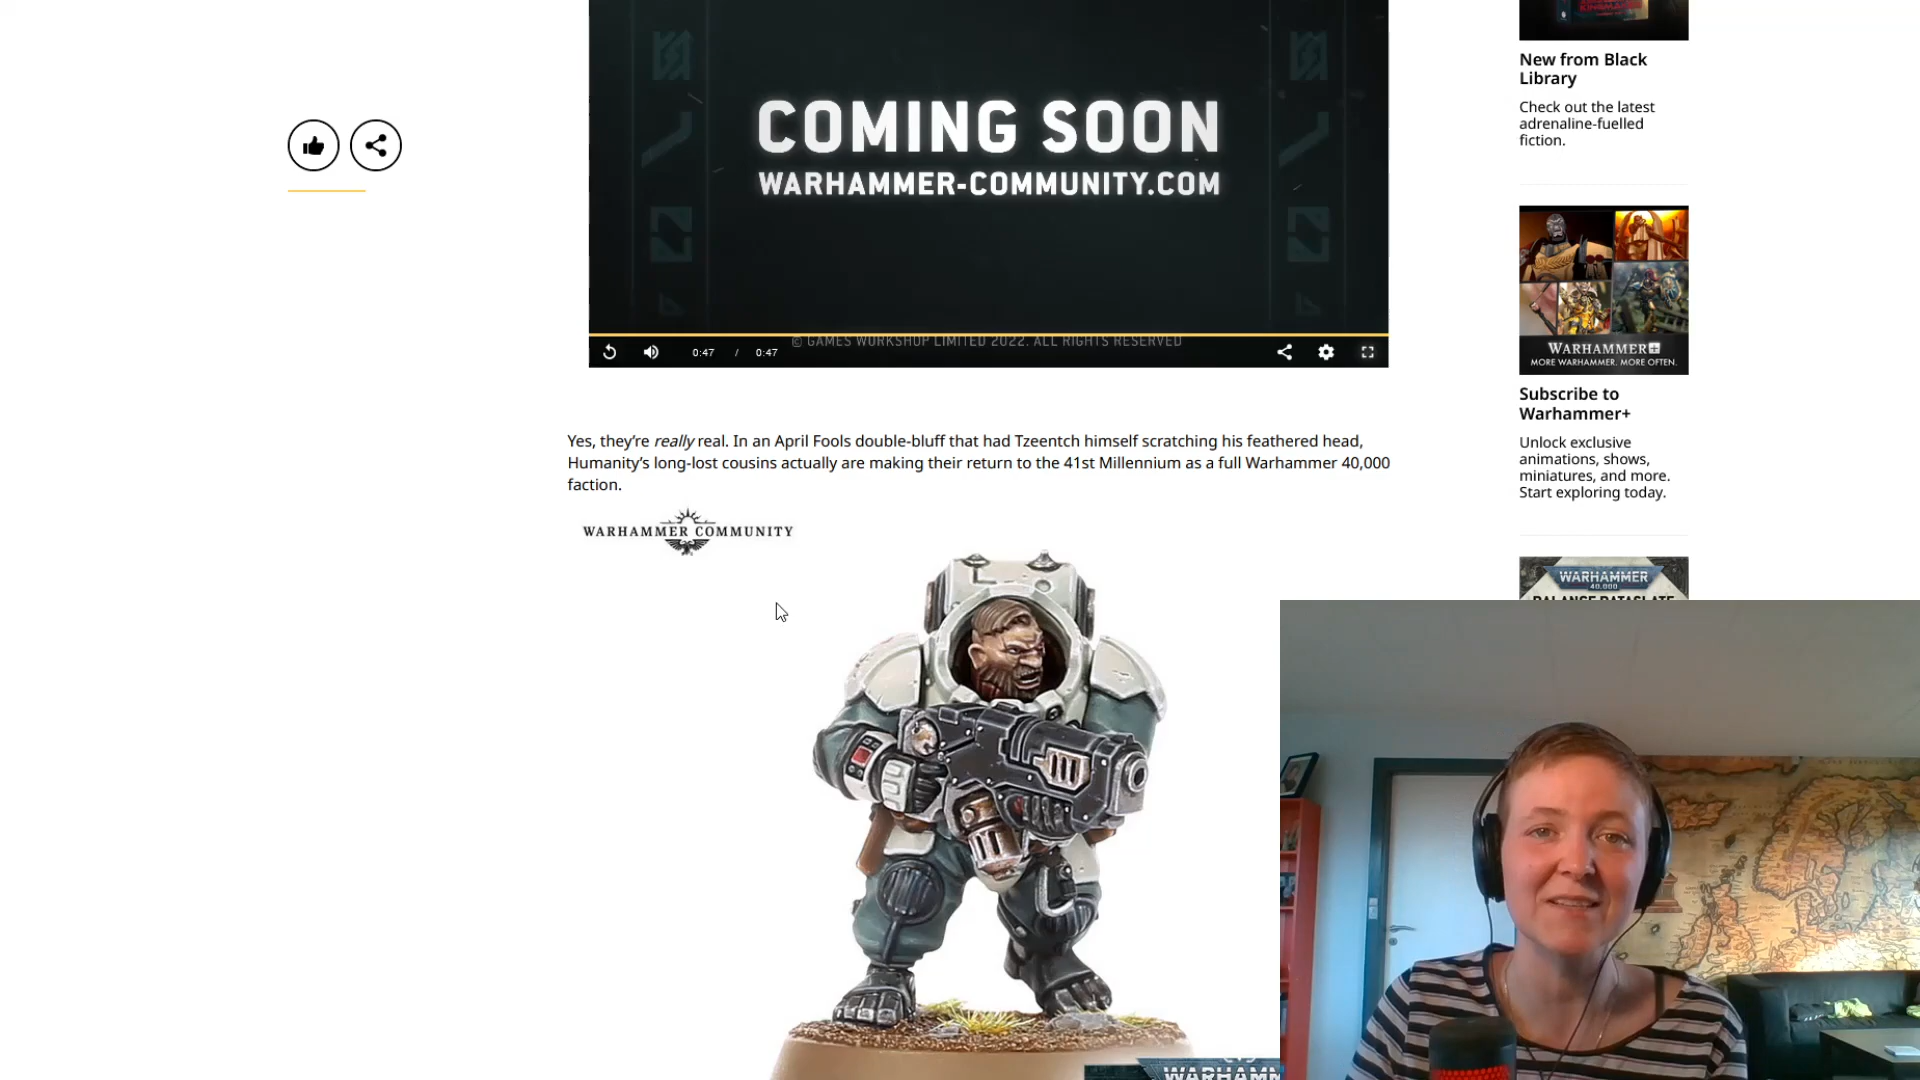 COMING SOON
WARHAMMER-COMMUNITY.COM
© GAMES WORKSHOP LIMITED 2022. ALL RIGHTS RESERVED
0:47 / 0:47
Yes, they’re really real. In an April Fools double-bluff that had Tzeentch himself scratching his feathered head,
Humanity’s long-lost cousins actually are making their return to the 41st Millennium as a full Warhammer 40,000
faction.
WARHAMMER COMMUNITY
New from Black
Library
Check out the latest
adrenaline-fuelled
fiction.
WARHAMMER+
MORE WARHAMMER. MORE OFTEN.
Subscribe to
Warhammer+
Unlock exclusive
animations, shows,
miniatures, and more.
Start exploring today.
WARHAMMER
40,000